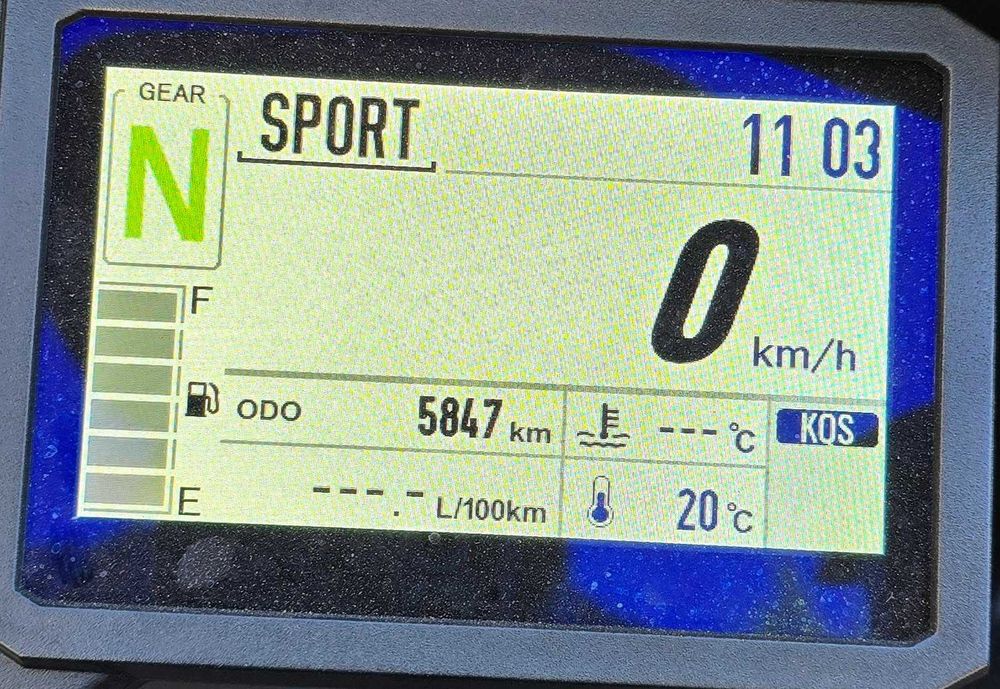 GEAR
N
SPORT
11 03
0 km/h
F
E
ODO 5847 km
---.- L/100km
--- °C
20 °C
KOS